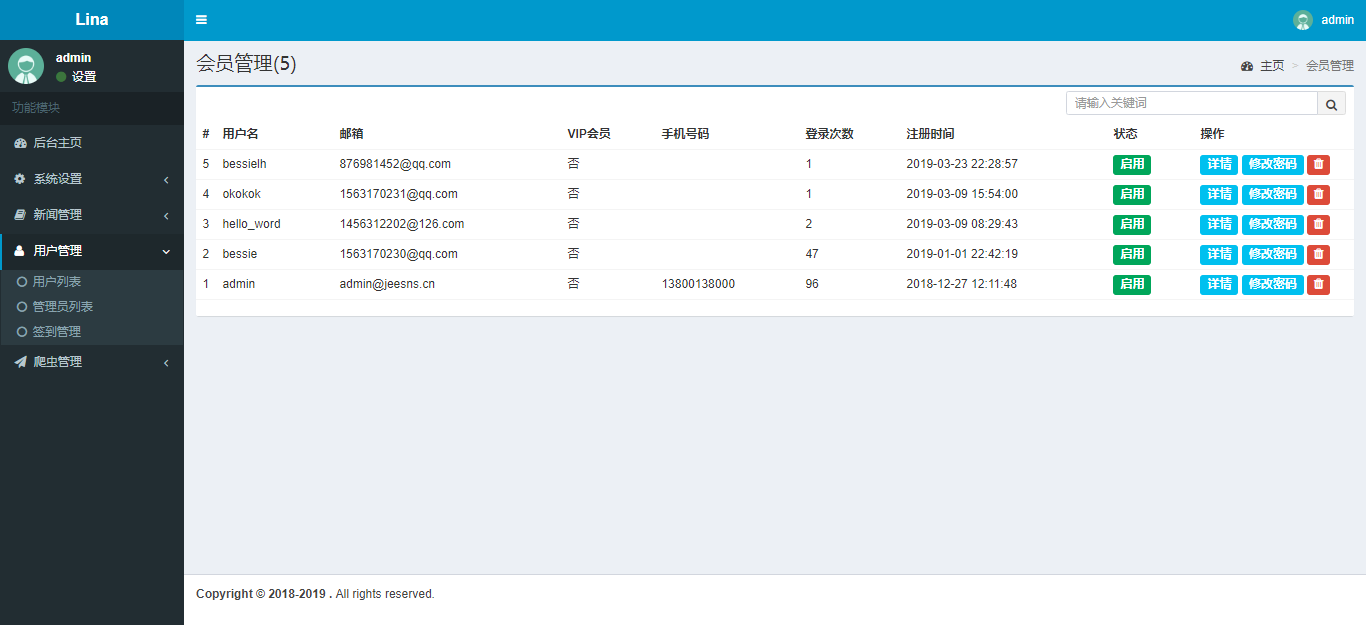 Lina
admin
admin
设置
功能模块
后台主页
系统设置
新闻管理
用户管理
用户列表
管理员列表
签到管理
爬虫管理
会员管理(5)
主页 > 会员管理
请输入关键词
# 用户名 邮箱 VIP会员 手机号码 登录次数 注册时间 状态 操作
5 bessielh 876981452@qq.com 否 1 2019-03-23 22:28:57 启用 详情 修改密码
4 okokok 1563170231@qq.com 否 1 2019-03-09 15:54:00 启用 详情 修改密码
3 hello_word 1456312202@126.com 否 2 2019-03-09 08:29:43 启用 详情 修改密码
2 bessie 1563170230@qq.com 否 47 2019-01-01 22:42:19 启用 详情 修改密码
1 admin admin@jeesns.cn 否 13800138000 96 2018-12-27 12:11:48 启用 详情 修改密码
Copyright © 2018-2019 . All rights reserved.